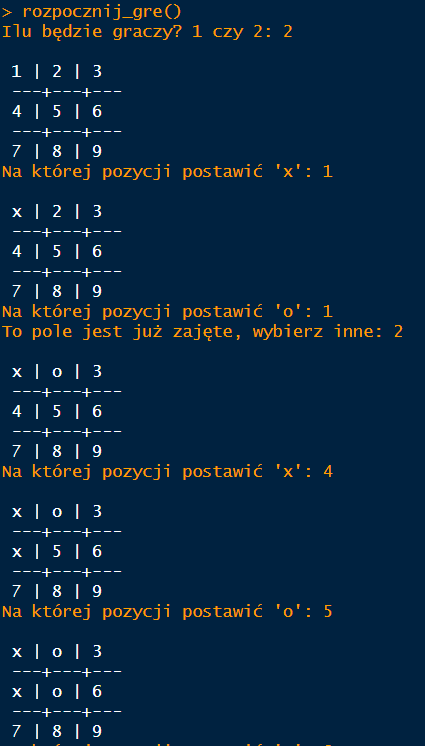 > rozpocznij_gre()
Ilu będzie graczy? 1 czy 2: 2
1 | 2 | 3
---+---+---
4 | 5 | 6
---+---+---
7 | 8 | 9
Na której pozycji postawić 'x': 1
x | 2 | 3
---+---+---
4 | 5 | 6
---+---+---
7 | 8 | 9
Na której pozycji postawić 'o': 1
To pole jest już zajęte, wybierz inne: 2
x | o | 3
---+---+---
4 | 5 | 6
---+---+---
7 | 8 | 9
Na której pozycji postawić 'x': 4
x | o | 3
---+---+---
x | 5 | 6
---+---+---
7 | 8 | 9
Na której pozycji postawić 'o': 5
x | o | 3
---+---+---
x | o | 6
---+---+---
7 | 8 | 9